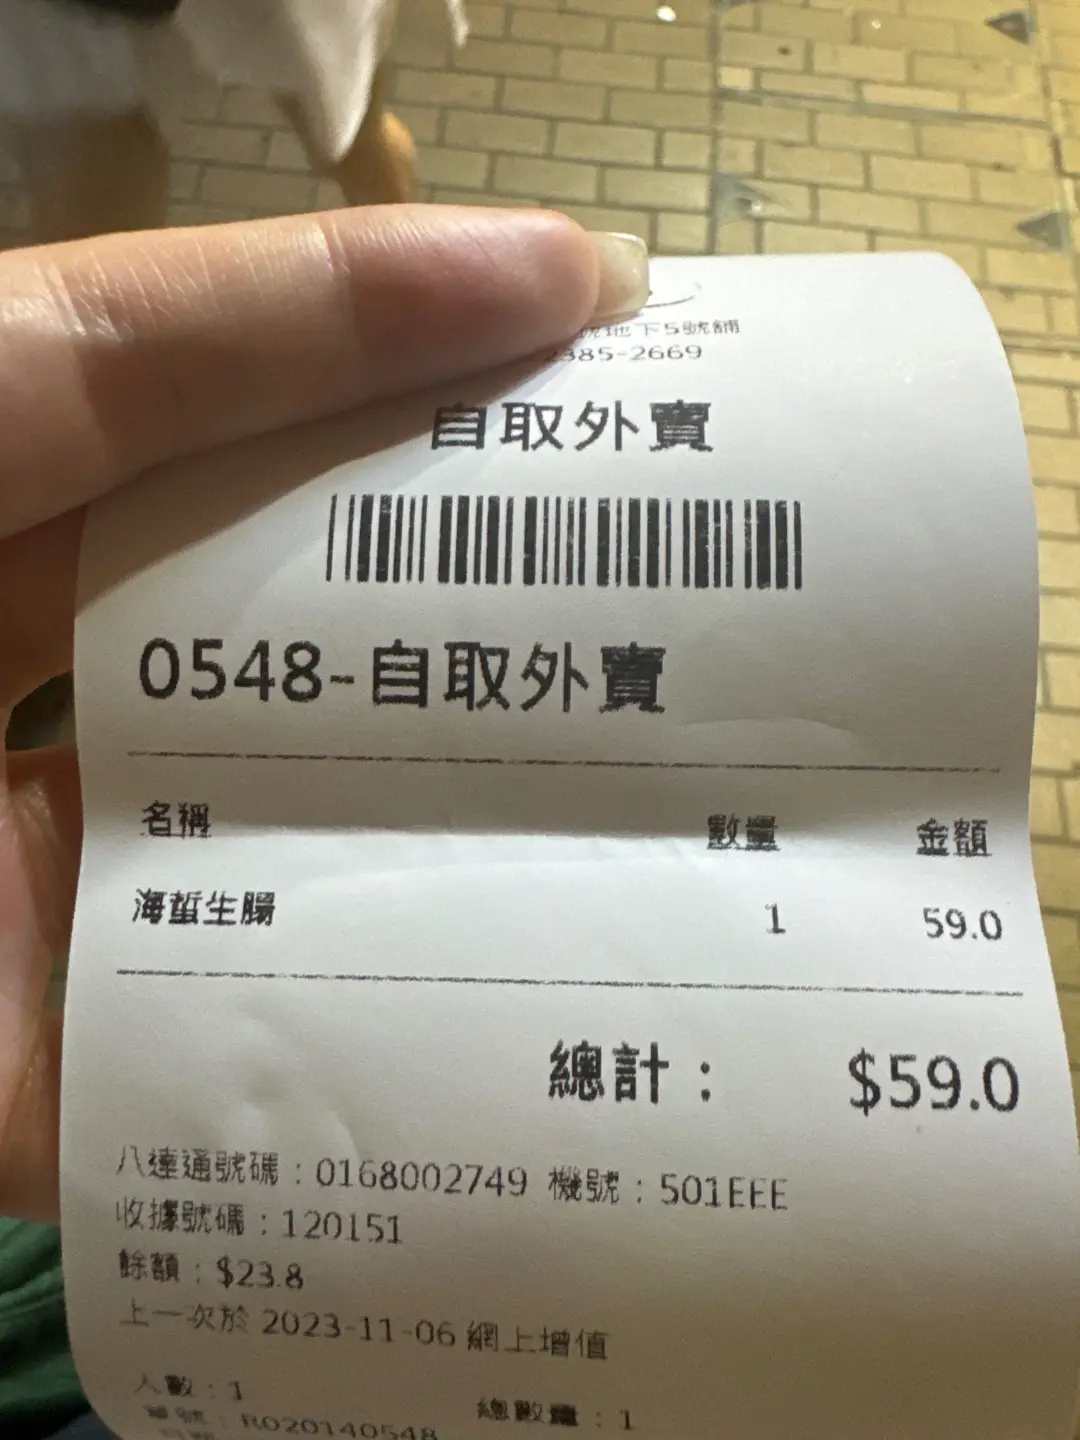 號地下5號舖
2385-2669
自取外賣
0548-自取外賣
名稱 數量 金額
海蜇生腸 1 59.0
總計： $59.0
八達通號碼：0168002749 機號：501EEE
收據號碼：120151
餘額：$23.8
上一次於 2023-11-06 網上增值
人數：1 總數量：1
單號：R020140548